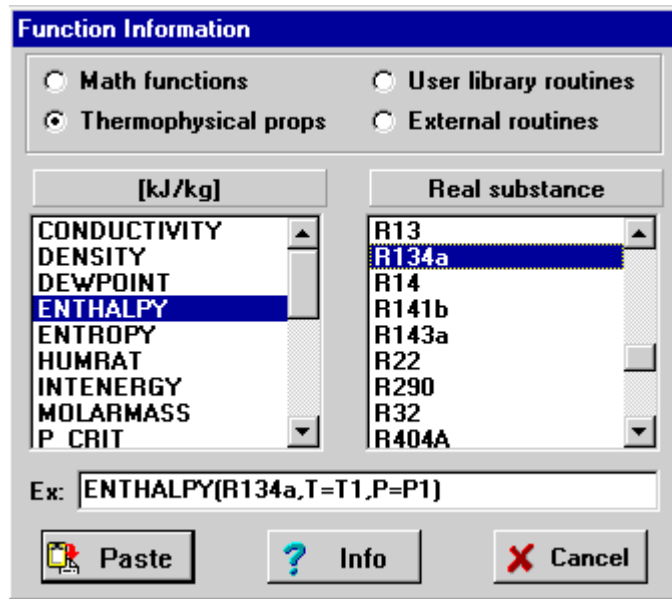 Function Information
Math functions
User library routines
Thermophysical props
External routines
[kJ/kg]
Real substance
CONDUCTIVITY
DENSITY
DEWPOINT
ENTHALPY
ENTROPY
HUMRAT
INTENERGY
MOLARMASS
P_CRIT
R13
R134a
R14
R141b
R143a
R22
R290
R32
R404A
Ex: ENTHALPY(R134a,T=T1,P=P1)
Paste
? Info
Cancel